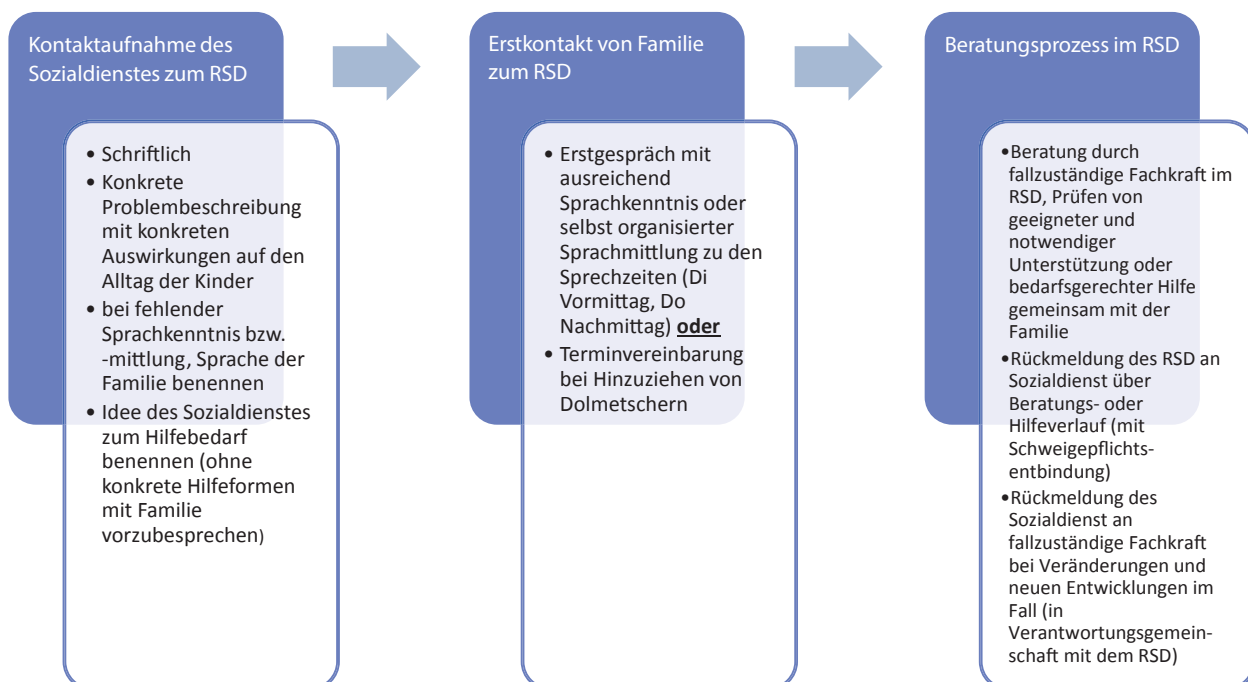 Kontaktaufnahme des
Sozialdienstes zum RSD
• Schriftlich
• Konkrete
Problembeschreibung
mit konkreten
Auswirkungen auf den
Alltag der Kinder
• bei fehlender
Sprachkenntnis bzw.
-mittlung, Sprache der
Familie benennen
• Idee des Sozialdienstes
zum Hilfebedarf
benennen (ohne
konkrete Hilfeformen
mit Familie
vorzubesprechen)
Erstkontakt von Familie
zum RSD
• Erstgespräch mit
ausreichend
Sprachkenntnis oder
selbst organisierter
Sprachmittlung zu den
Sprechzeiten (Di
Vormittag, Do
Nachmittag) oder
• Terminvereinbarung
bei Hinzuziehen von
Dolmetschern
Beratungsprozess im RSD
•Beratung durch
fallzuständige Fachkraft im
RSD, Prüfen von
geeigneter und
notwendiger
Unterstützung oder
bedarfsgerechter Hilfe
gemeinsam mit der
Familie
•Rückmeldung des RSD an
Sozialdienst über
Beratungs- oder
Hilfeverlauf (mit
Schweigepflichts-
entbindung)
•Rückmeldung des
Sozialdienst an
fallzuständige Fachkraft
bei Veränderungen und
neuen Entwicklungen im
Fall (in
Verantwortungsgemein-
schaft mit dem RSD)